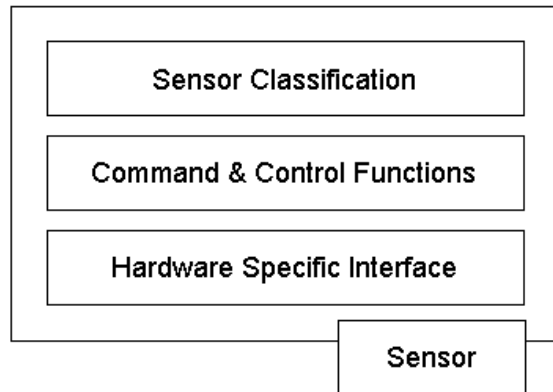 Sensor Classification
Command & Control Functions
Hardware Specific Interface
Sensor